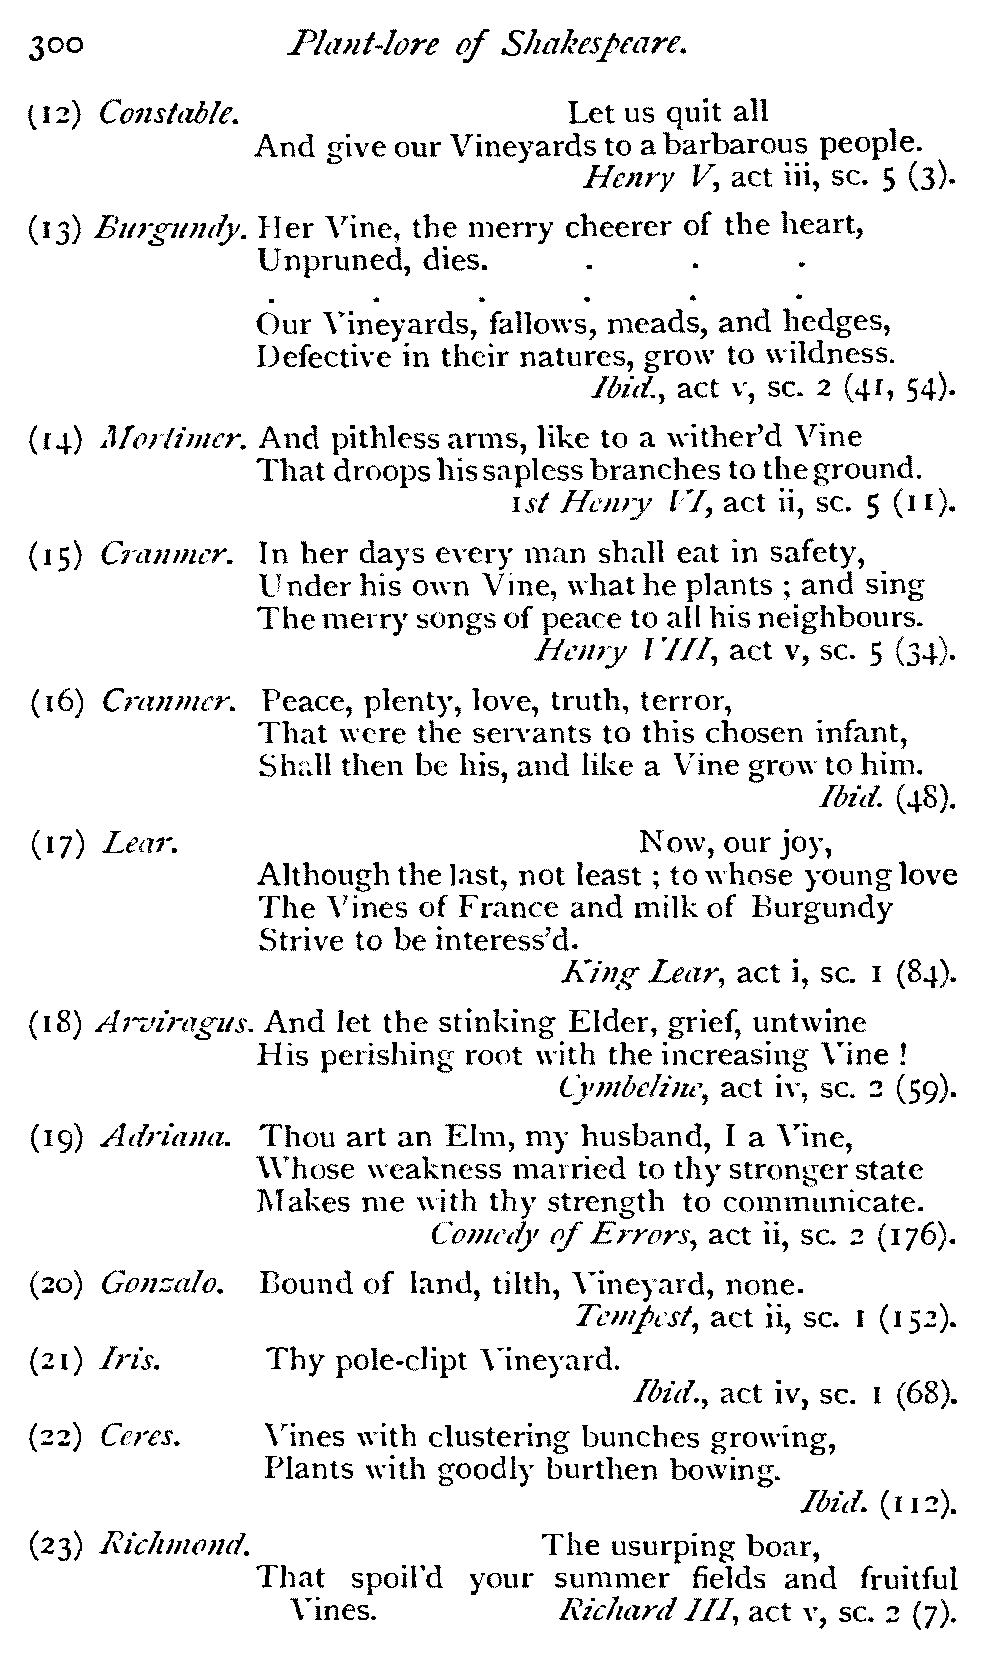 300 Plant-lore of Shakespeare.
(12) Constable. Let us quit all
And give our Vineyards to a barbarous people.
Henry V, act iii, sc. 5 (3).
(13) Burgundy. Her Vine, the merry cheerer of the heart,
Unpruned, dies. . . .
. . . . . .
Our Vineyards, fallows, meads, and hedges,
Defective in their natures, grow to wildness.
Ibid., act v, sc. 2 (41, 54).
(14) Mortimer. And pithless arms, like to a wither'd Vine
That droops his sapless branches to the ground.
1st Henry VI, act ii, sc. 5 (11).
(15) Cranmer. In her days every man shall eat in safety,
Under his own Vine, what he plants ; and sing
The merry songs of peace to all his neighbours.
Henry VIII, act v, sc. 5 (34).
(16) Cranmer. Peace, plenty, love, truth, terror,
That were the servants to this chosen infant,
Shall then be his, and like a Vine grow to him.
Ibid. (48).
(17) Lear. Now, our joy,
Although the last, not least ; to whose young love
The Vines of France and milk of Burgundy
Strive to be interess'd.
King Lear, act i, sc. 1 (84).
(18) Arviragus. And let the stinking Elder, grief, untwine
His perishing root with the increasing Vine !
Cymbeline, act iv, sc. 2 (59).
(19) Adriana. Thou art an Elm, my husband, I a Vine,
Whose weakness married to thy stronger state
Makes me with thy strength to communicate.
Comedy of Errors, act ii, sc. 2 (176).
(20) Gonzalo. Bound of land, tilth, Vineyard, none.
Tempest, act ii, sc. 1 (152).
(21) Iris. Thy pole-clipt Vineyard.
Ibid., act iv, sc. 1 (68).
(22) Ceres. Vines with clustering bunches growing,
Plants with goodly burthen bowing.
Ibid. (112).
(23) Richmond. The usurping boar,
That spoil'd your summer fields and fruitful
Vines. Richard III, act v, sc. 2 (7).